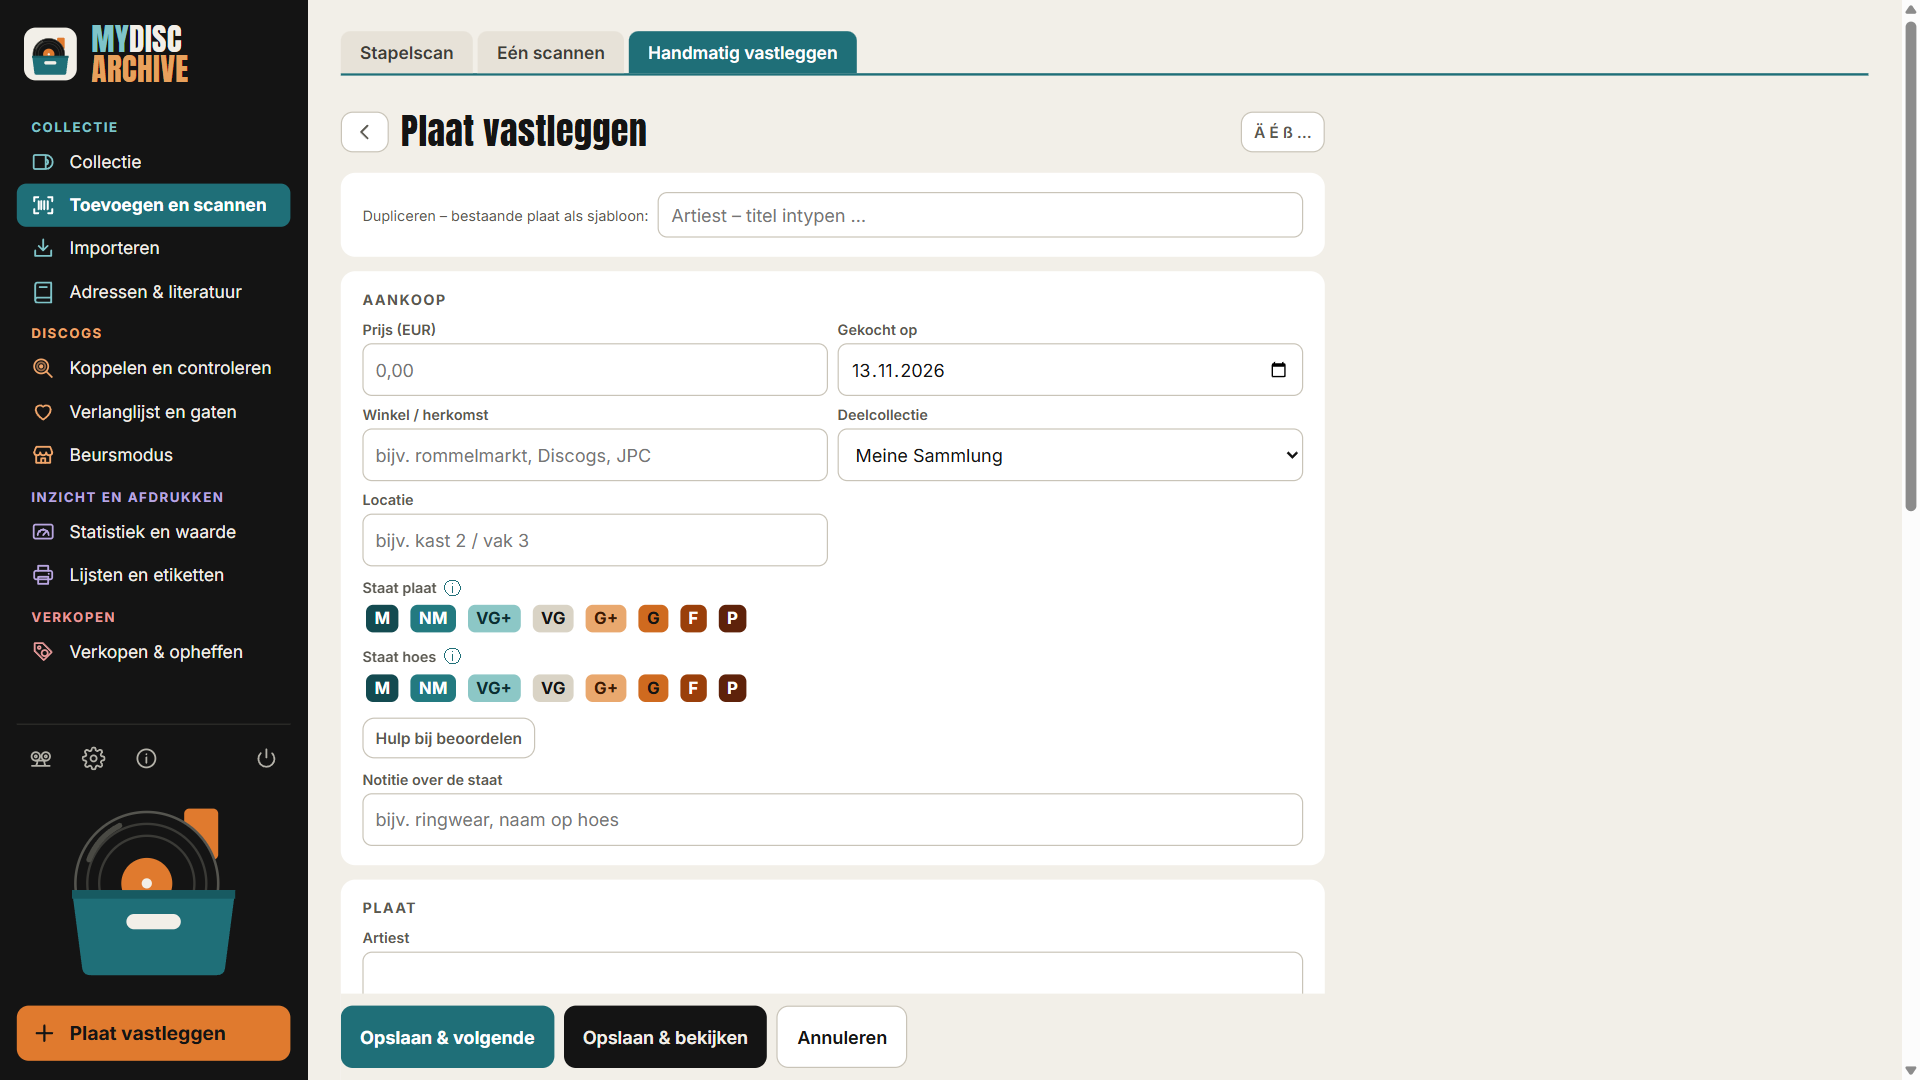 MYDISC
ARCHIVE
COLLECTIE
Collectie
Toevoegen en scannen
Importeren
Adressen & literatuur
DISCOGS
Koppelen en controleren
Verlanglijst en gaten
Beursmodus
INZICHT EN AFDRUKKEN
Statistiek en waarde
Lijsten en etiketten
VERKOPEN
Verkopen & opheffen
Plaat vastleggen
Stapelscan
Eén scannen
Handmatig vastleggen
Plaat vastleggen
Ä É ß ...
Dupliceren – bestaande plaat als sjabloon:
Artiest – titel intypen ...
AANKOOP
Prijs (EUR)
Gekocht op
0,00
13.11.2026
Winkel / herkomst
Deelcollectie
bijv. rommelmarkt, Discogs, JPC
Meine Sammlung
Locatie
bijv. kast 2 / vak 3
Staat plaat
M NM VG+ VG G+ G F P
Staat hoes
M NM VG+ VG G+ G F P
Hulp bij beoordelen
Notitie over de staat
bijv. ringwear, naam op hoes
PLAAT
Artiest
Opslaan & volgende
Opslaan & bekijken
Annuleren